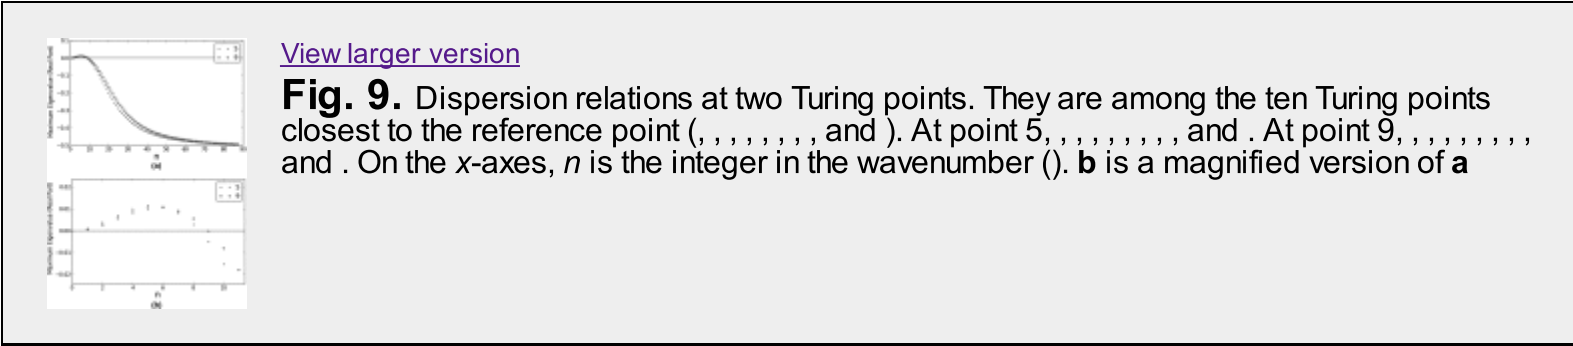 View larger version
Fig. 9. Dispersion relations at two Turing points. They are among the ten Turing points
closest to the reference point (, , , , , , , , and ). At point 5, , , , , , , , , and . At point 9, , , , , , , , , ,
and . On the x-axes, n is the integer in the wavenumber (). b is a magnified version of a
(a)
(b)